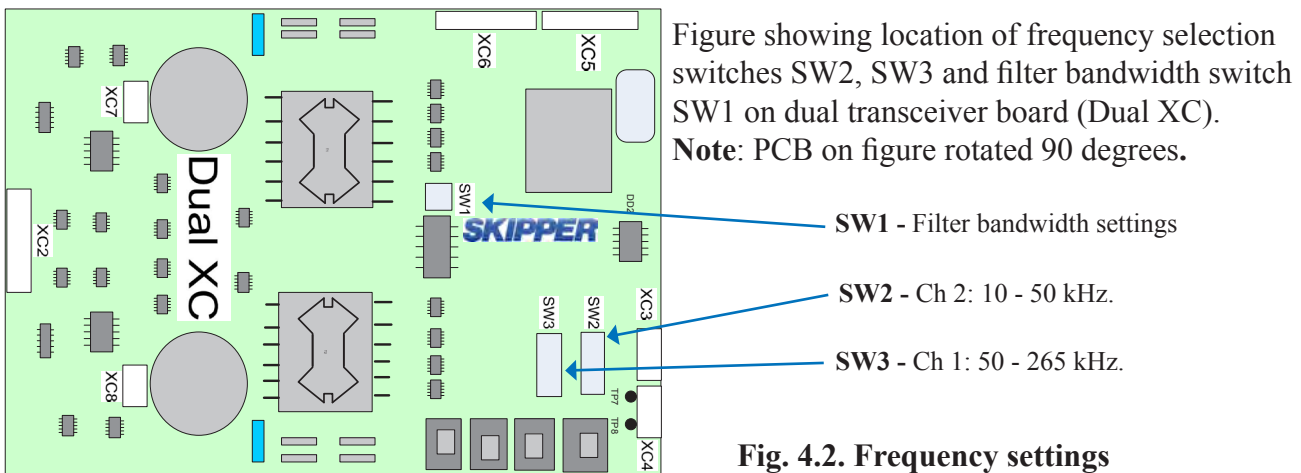 XC6
XC5
XC7
Dual XC
XC2
SW1
SKIPPER
DD2
SW3
SW2
XC3
XC8
TP7
TP8
XC4
Figure showing location of frequency selection
switches SW2, SW3 and filter bandwidth switch
SW1 on dual transceiver board (Dual XC).
Note: PCB on figure rotated 90 degrees.
SW1 - Filter bandwidth settings
SW2 - Ch 2: 10 - 50 kHz.
SW3 - Ch 1: 50 - 265 kHz.
Fig. 4.2. Frequency settings